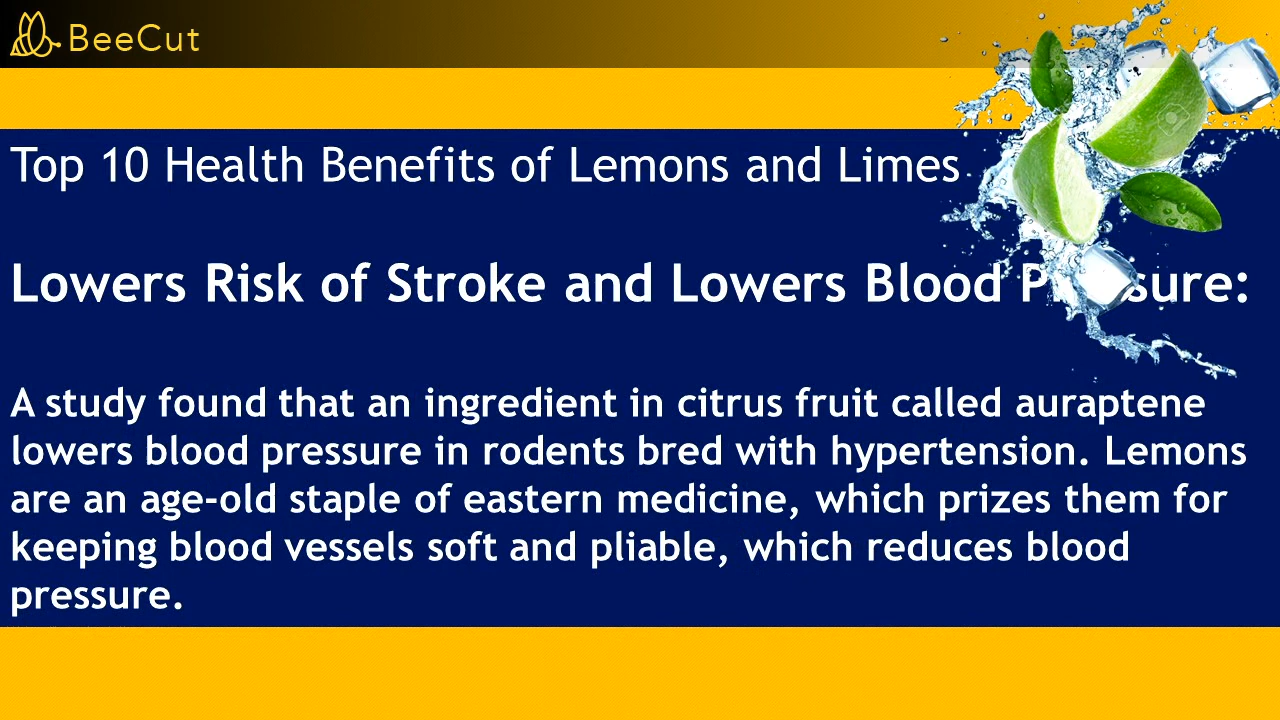 BeeCut
Top 10 Health Benefits of Lemons and Limes
Lowers Risk of Stroke and Lowers Blood Pressure:
A study found that an ingredient in citrus fruit called auraptene
lowers blood pressure in rodents bred with hypertension. Lemons
are an age-old staple of eastern medicine, which prizes them for
keeping blood vessels soft and pliable, which reduces blood
pressure.